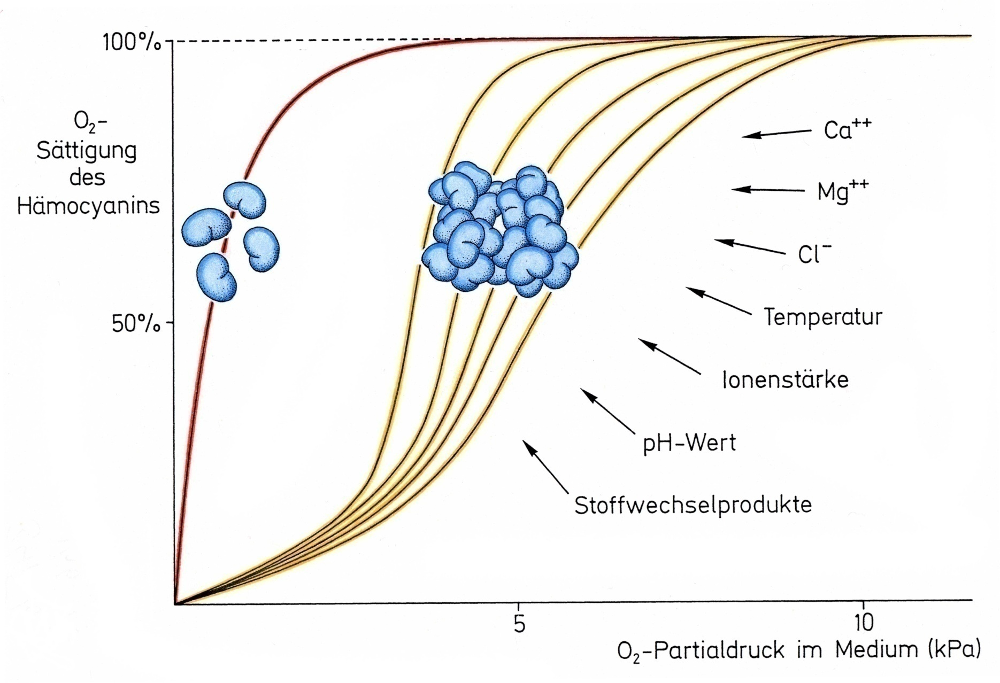 100%
O₂-
Sättigung
des
Hämocyanins
50%
Ca⁺⁺
Mg⁺⁺
Cl⁻
Temperatur
Ionenstärke
pH-Wert
Stoffwechselprodukte
5
10
O₂-Partialdruck im Medium (kPa)